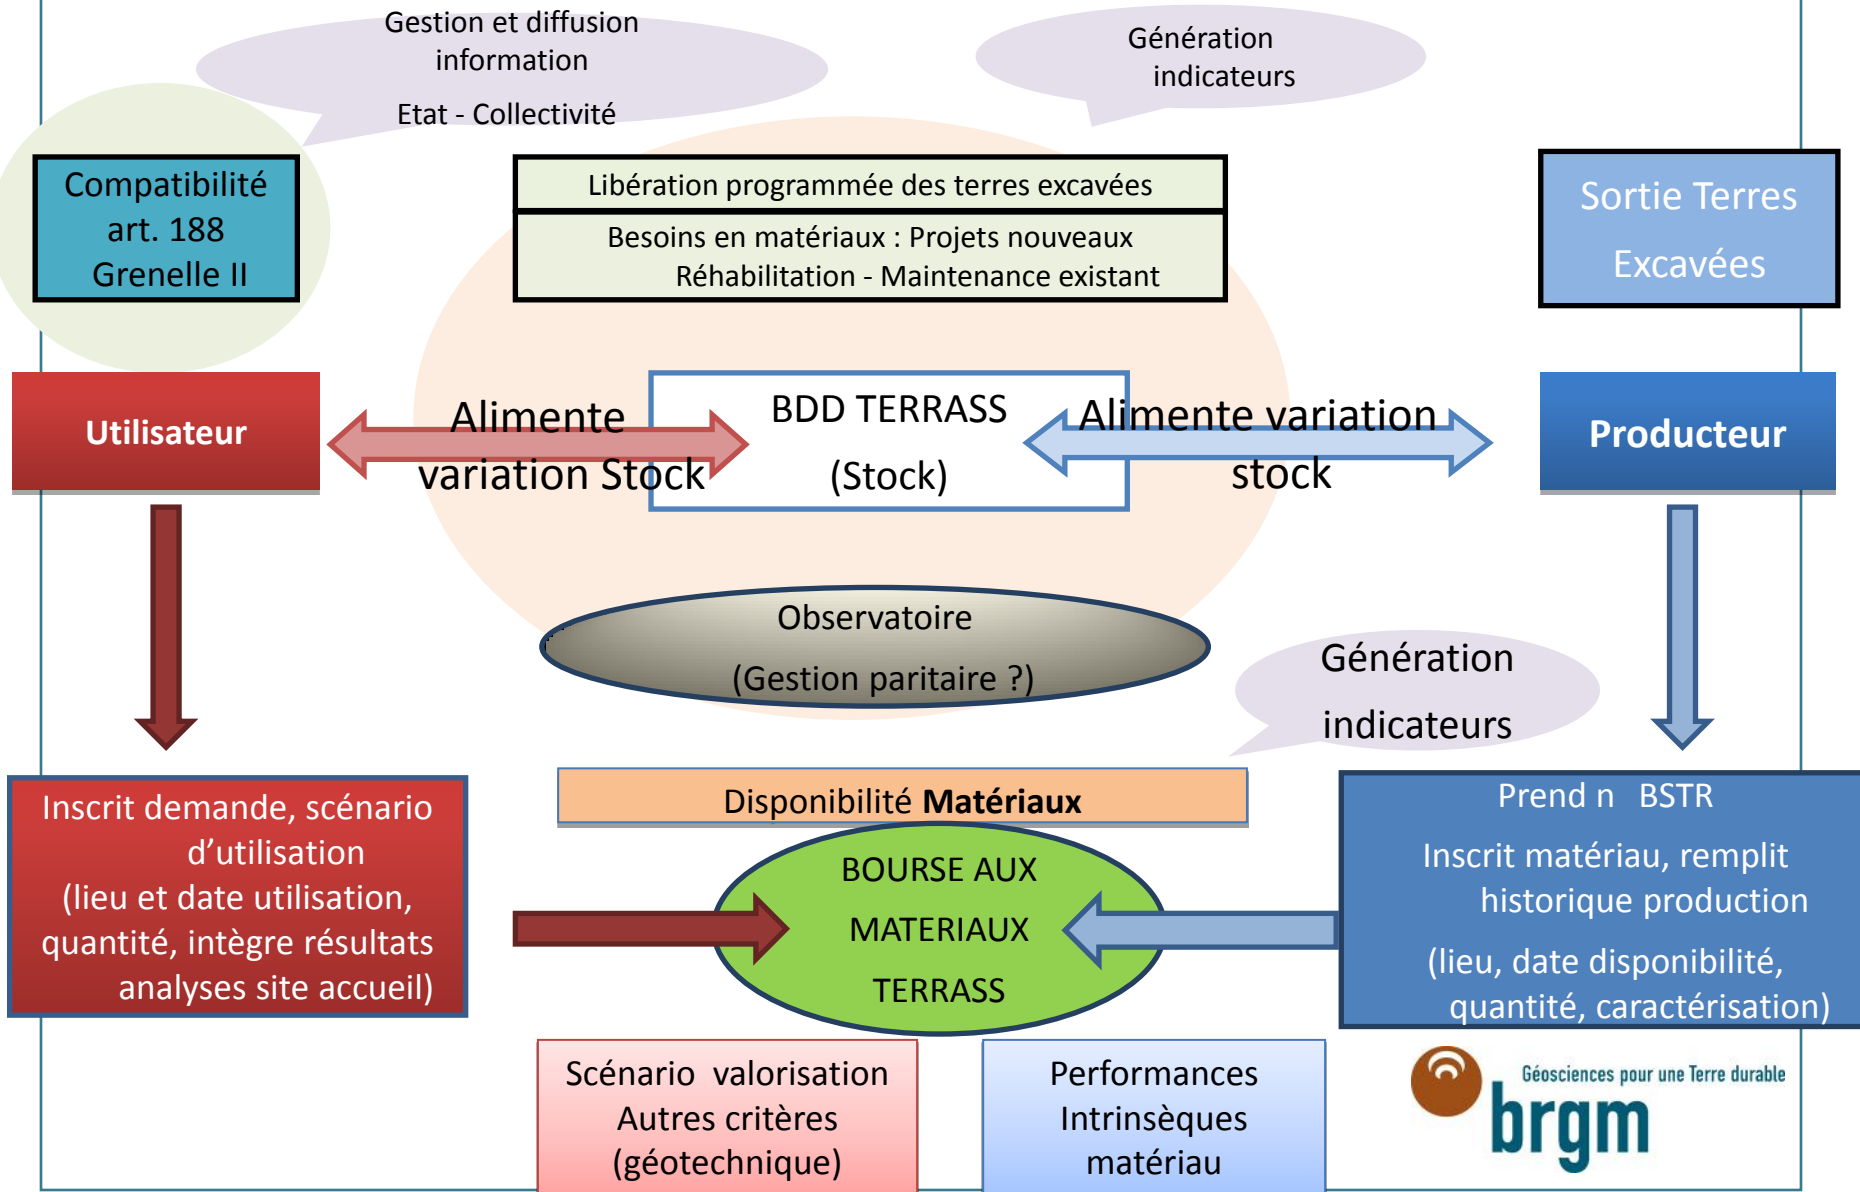 Gestion et diffusion
information
Etat - Collectivité
Génération
indicateurs
Compatibilité
art. 188
Grenelle II
Libération programmée des terres excavées
Besoins en matériaux : Projets nouveaux
Réhabilitation - Maintenance existant
Sortie Terres
Excavées
Utilisateur
Alimente
variation Stock
BDD TERRASS
(Stock)
Alimente variation
stock
Producteur
Observatoire
(Gestion paritaire ?)
Génération
indicateurs
Inscrit demande, scénario
d’utilisation
(lieu et date utilisation,
quantité, intègre résultats
analyses site accueil)
Disponibilité Matériaux
BOURSE AUX
MATERIAUX
TERRASS
Prend n BSTR
Inscrit matériau, remplit
historique production
(lieu, date disponibilité,
quantité, caractérisation)
Scénario valorisation
Autres critères
(géotechnique)
Performances
Intrinsèques
matériau
Géosciences pour une Terre durable
brgm